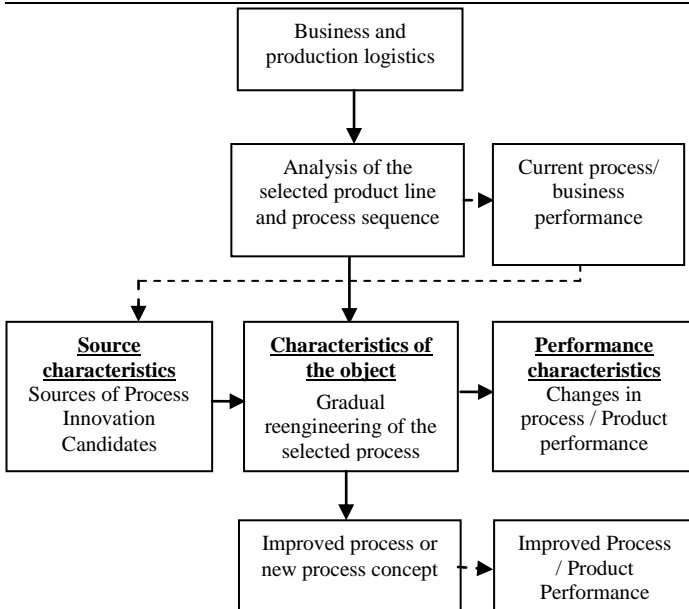 Business and
production logistics
Analysis of the
selected product line
and process sequence
Current process/
business
performance
Source
characteristics
Sources of Process
Innovation
Candidates
Characteristics of
the object
Gradual
reengineering of the
selected process
Performance
characteristics
Changes in
process / Product
performance
Improved process or
new process concept
Improved Process
/ Product
Performance